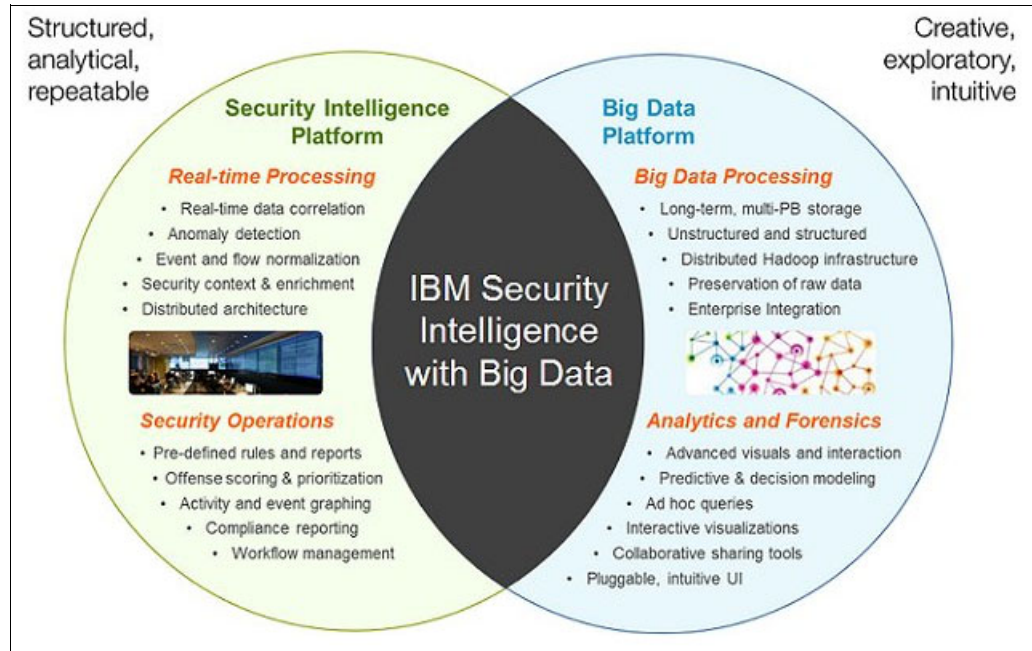 Structured,
analytical,
repeatable
Creative,
exploratory,
intuitive
Security Intelligence
Platform
Real-time Processing
• Real-time data correlation
• Anomaly detection
• Event and flow normalization
• Security context & enrichment
• Distributed architecture
Security Operations
• Pre-defined rules and reports
• Offense scoring & prioritization
• Activity and event graphing
• Compliance reporting
• Workflow management
IBM Security
Intelligence
with Big Data
Big Data
Platform
Big Data Processing
• Long-term, multi-PB storage
• Unstructured and structured
• Distributed Hadoop infrastructure
• Preservation of raw data
• Enterprise Integration
Analytics and Forensics
• Advanced visuals and interaction
• Predictive & decision modeling
• Ad hoc queries
• Interactive visualizations
• Collaborative sharing tools
• Pluggable, intuitive UI